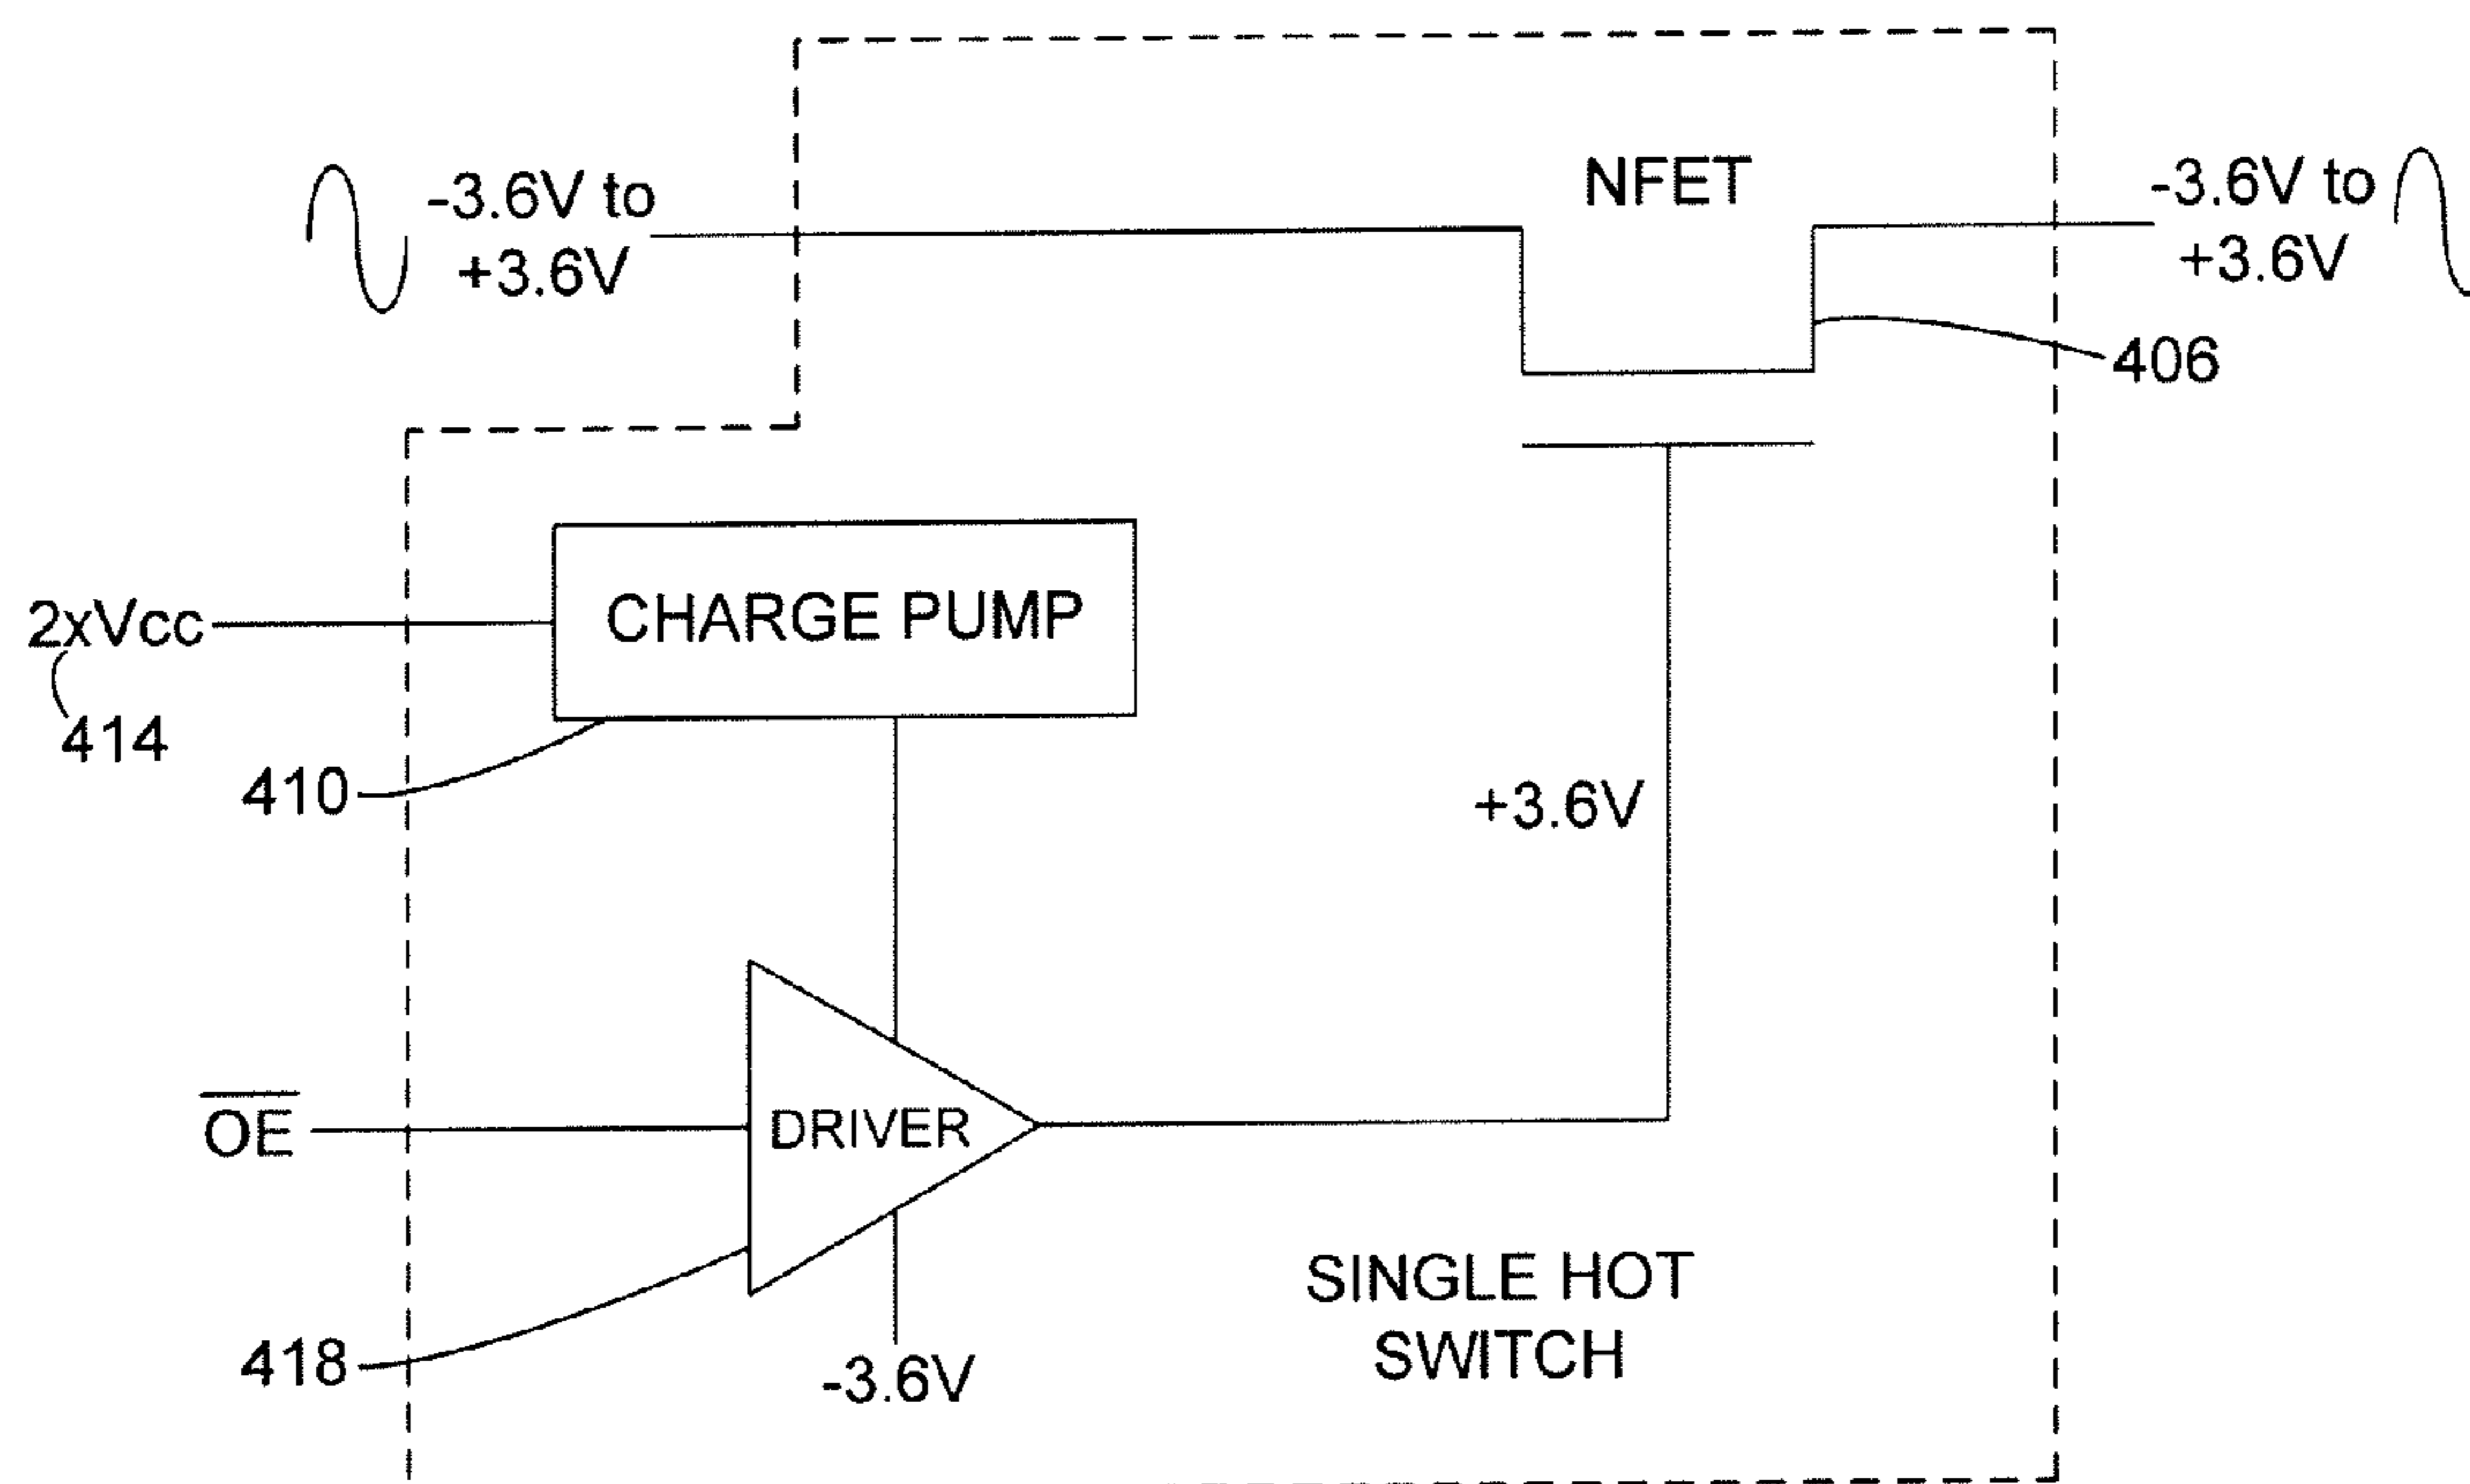 NFET
-3.6V to
+3.6V
-3.6V to
+3.6V
406
CHARGE PUMP
2xVcc
414
410
+3.6V
O̅E̅
DRIVER
418
-3.6V
SINGLE HOT
SWITCH